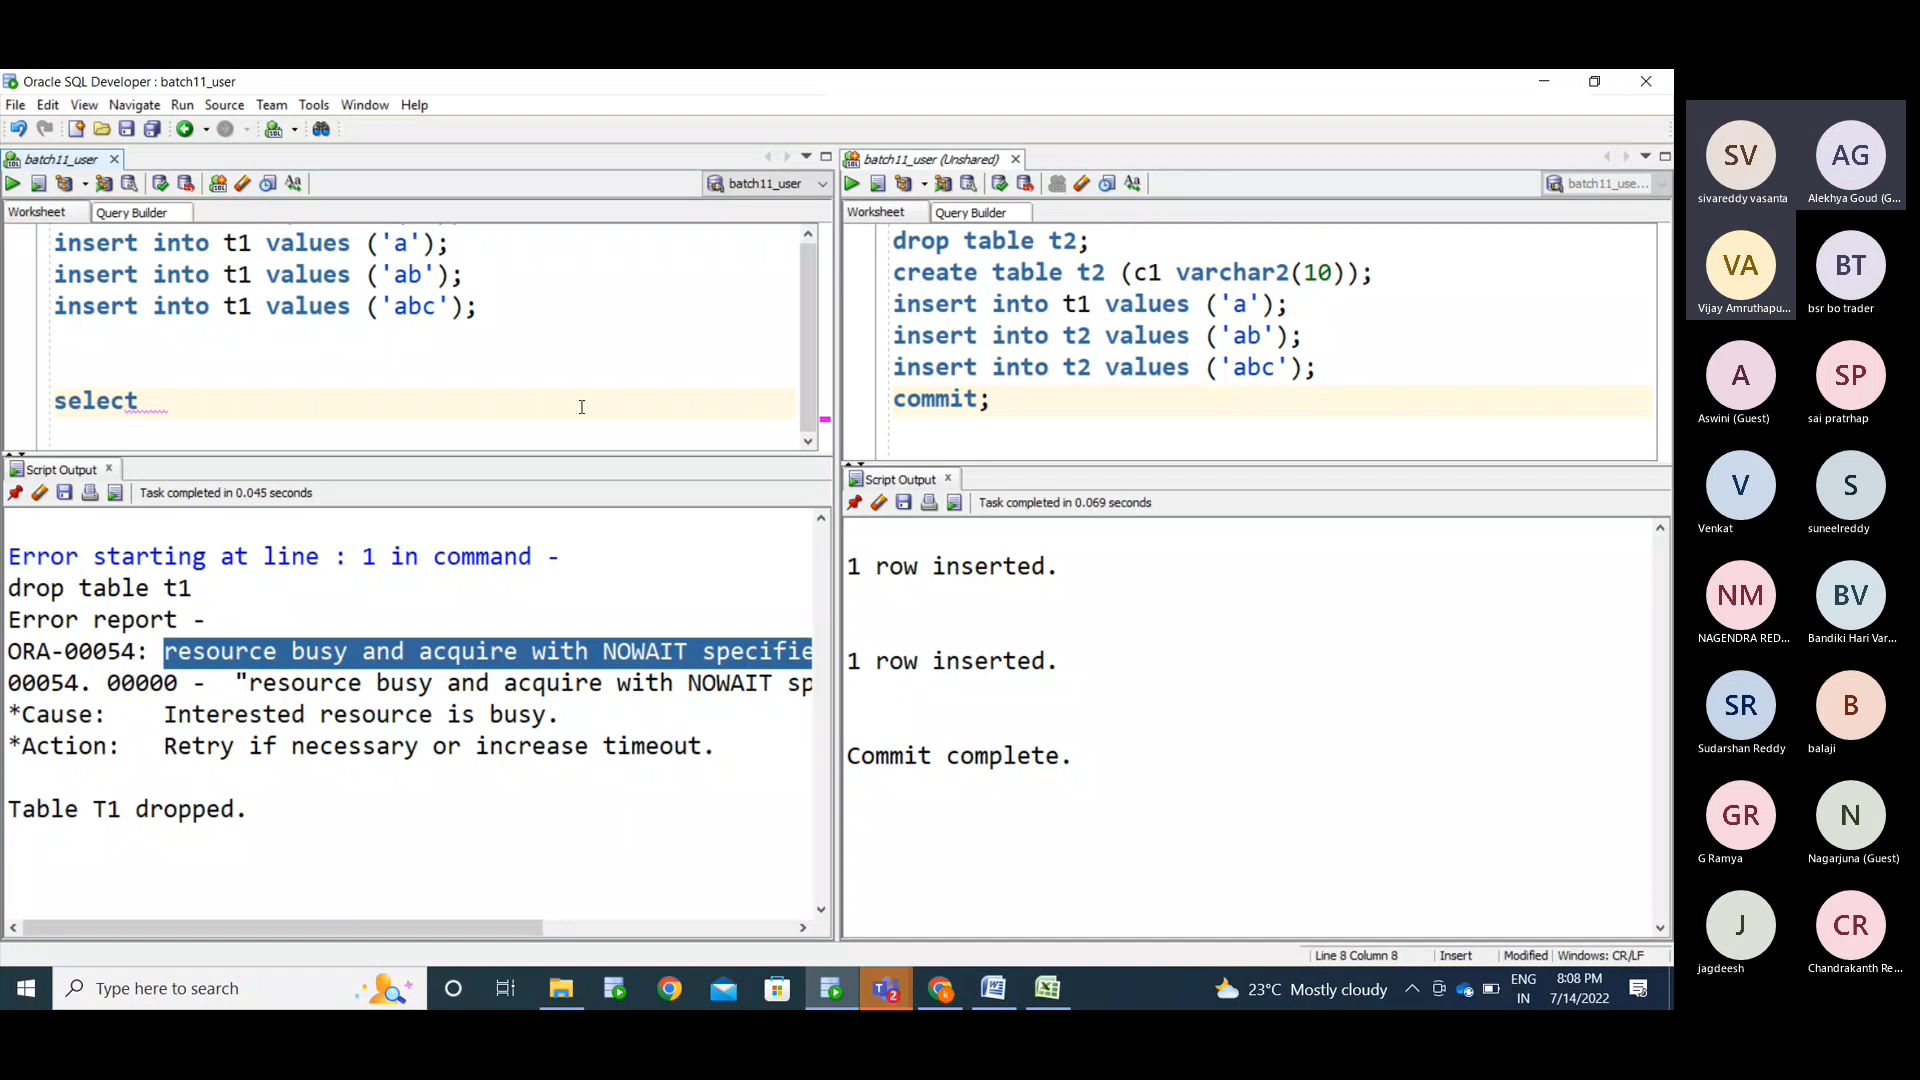 Oracle SQL Developer : batch11_user
File Edit View Navigate Run Source Team Tools Window Help
batch11_user
batch11_user
Worksheet Query Builder
insert into t1 values ('a');
insert into t1 values ('ab');
insert into t1 values ('abc');
select
Script Output
Task completed in 0.045 seconds
Error starting at line : 1 in command -
drop table t1
Error report -
ORA-00054: resource busy and acquire with NOWAIT specifie
00054. 00000 - "resource busy and acquire with NOWAIT sp
*Cause: Interested resource is busy.
*Action: Retry if necessary or increase timeout.
Table T1 dropped.
batch11_user (Unshared)
batch11_use...
Worksheet Query Builder
drop table t2;
create table t2 (c1 varchar2(10));
insert into t1 values ('a');
insert into t2 values ('ab');
insert into t2 values ('abc');
commit;
Script Output
Task completed in 0.069 seconds
1 row inserted.
1 row inserted.
Commit complete.
Line 8 Column 8 Insert Modified Windows: CR/LF
Type here to search
2
23°C Mostly cloudy
ENG
IN
8:08 PM
7/14/2022
SV AG
sivareddy vasanta Alekhya Goud (G...
VA BT
Vijay Amruthapu... bsr bo trader
A SP
Aswini (Guest) sai pratrhap
V S
Venkat suneelreddy
NM BV
NAGENDRA RED... Bandiki Hari Var...
SR B
Sudarshan Reddy balaji
GR N
G Ramya Nagarjuna (Guest)
J CR
jagdeesh Chandrakanth Re...